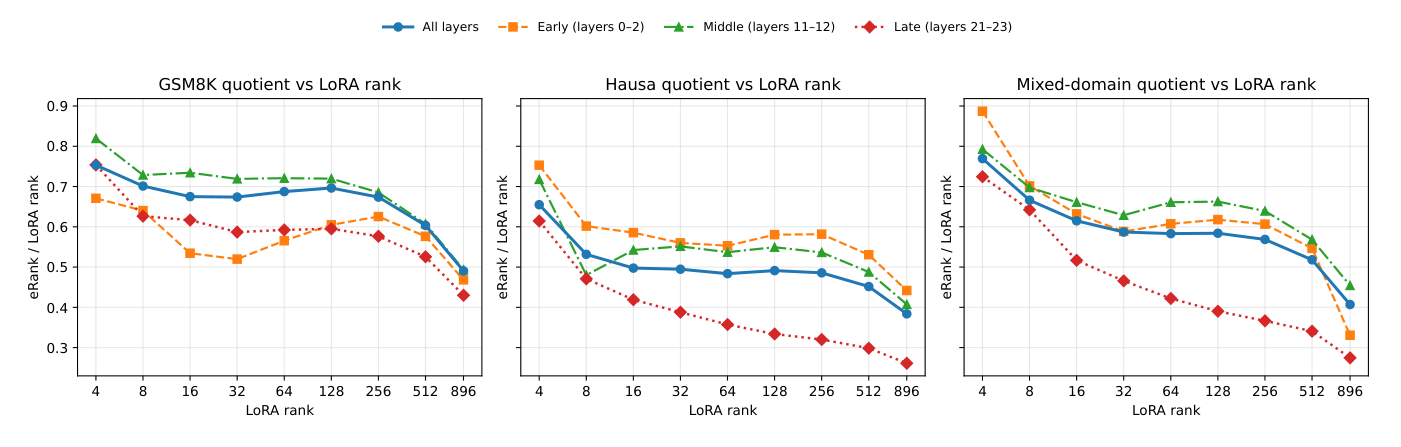 All layers Early (layers 0–2) Middle (layers 11–12) Late (layers 21–23)
GSM8K quotient vs LoRA rank
eRank / LoRA rank
0.9
0.8
0.7
0.6
0.5
0.4
0.3
4 8 16 32 64 128 256 512 896
LoRA rank
Hausa quotient vs LoRA rank
eRank / LoRA rank
4 8 16 32 64 128 256 512 896
LoRA rank
Mixed-domain quotient vs LoRA rank
eRank / LoRA rank
4 8 16 32 64 128 256 512 896
LoRA rank